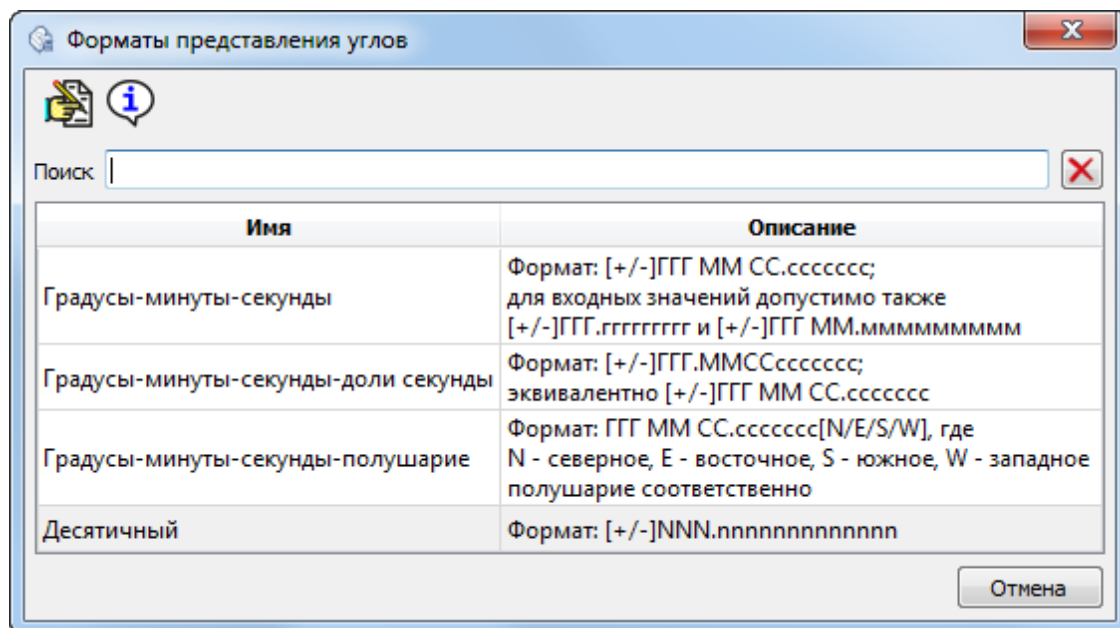 Форматы представления углов
Поиск
Имя
Описание
Градусы-минуты-секунды
Формат: [+/-]ГГГ ММ СС.ссссссс;
для входных значений допустимо также
[+/-]ГГГ.ггггггггг и [+/-]ГГГ ММ.ммммммммм
Градусы-минуты-секунды-доли секунды
Формат: [+/-]ГГГ.ММССссссссс;
эквивалентно [+/-]ГГГ ММ СС.ссссссс
Градусы-минуты-секунды-полушарие
Формат: ГГГ ММ СС.ссссссс[N/E/S/W], где
N - северное, E - восточное, S - южное, W - западное
полушарие соответственно
Десятичный
Формат: [+/-]NNN.nnnnnnnnnnnnnn
Отмена